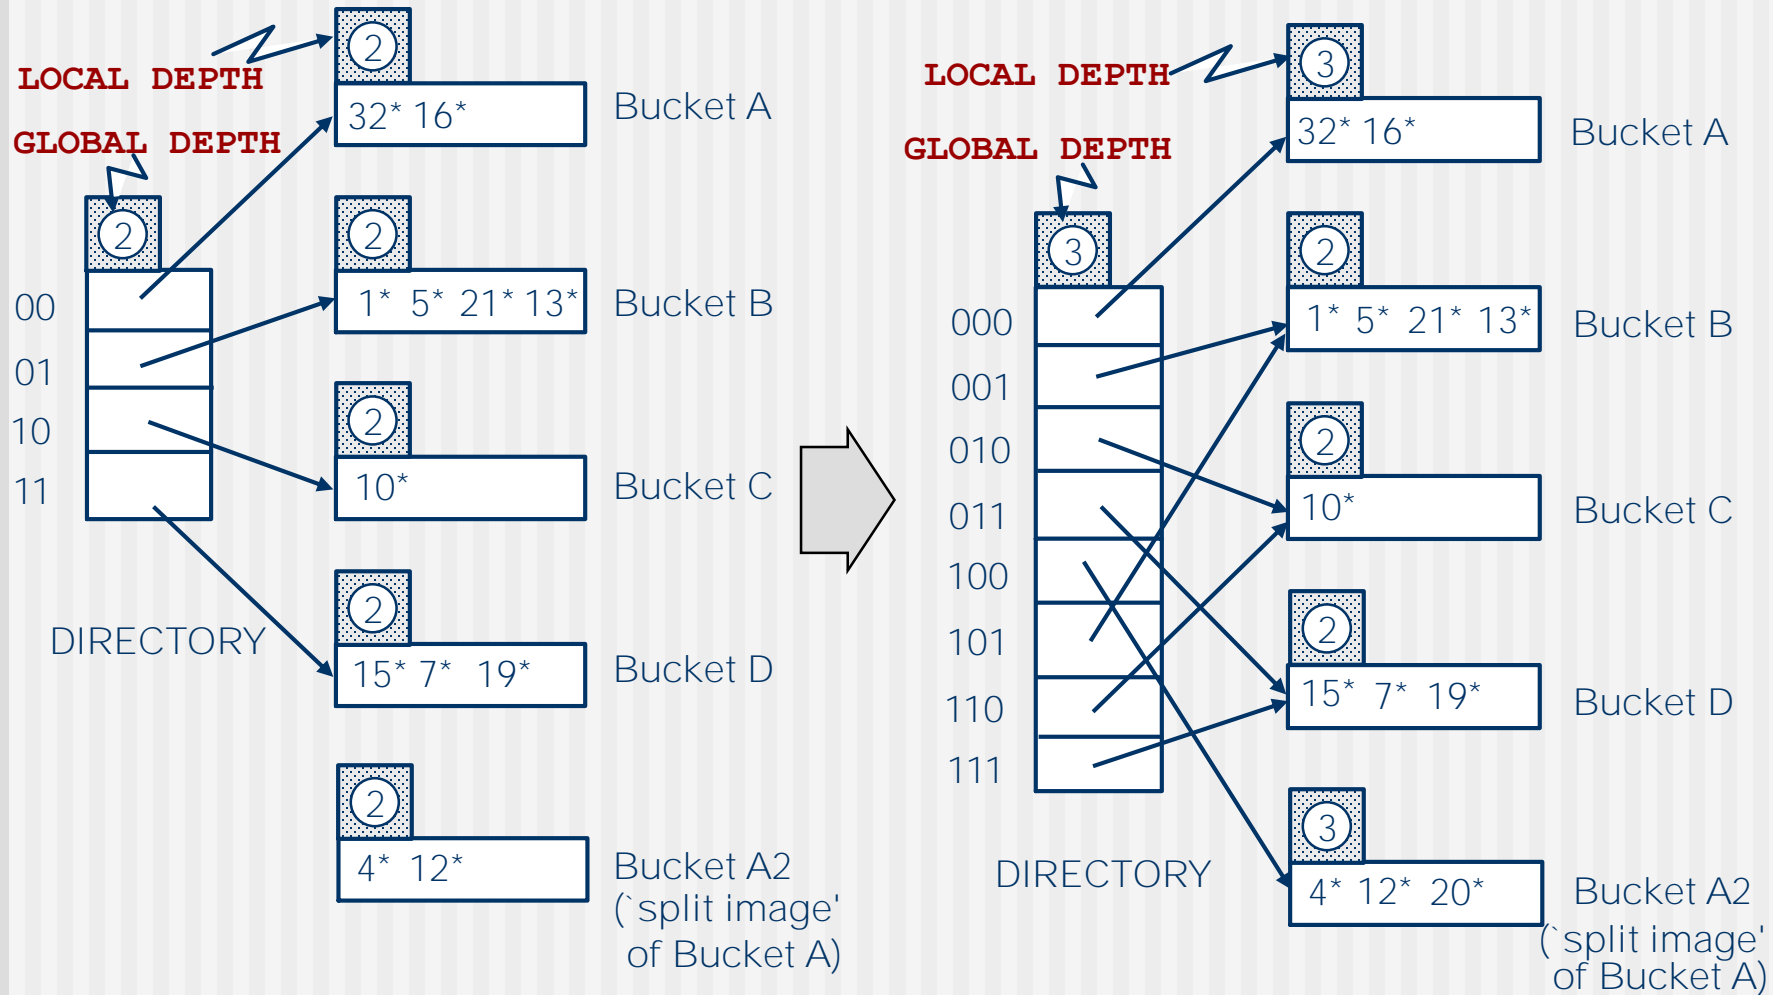 2
LOCAL DEPTH
32* 16*
Bucket A
GLOBAL DEPTH
2
2
00
01
10
11
1* 5* 21* 13*
Bucket B
2
10*
Bucket C
2
DIRECTORY
15* 7* 19*
Bucket D
2
4* 12*
Bucket A2
(`split image'
of Bucket A)
3
LOCAL DEPTH
32* 16*
Bucket A
GLOBAL DEPTH
3
2
000
001
010
011
100
101
110
111
1* 5* 21* 13*
Bucket B
2
10*
Bucket C
2
15* 7* 19*
Bucket D
3
DIRECTORY
4* 12* 20*
Bucket A2
(`split image'
of Bucket A)